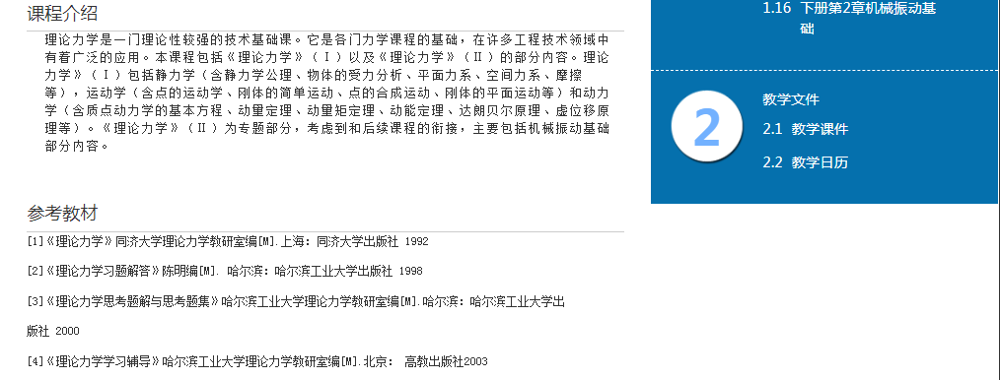 课程介绍
理论力学是一门理论性较强的技术基础课。它是各门力学课程的基础，在许多工程技术领域中
有着广泛的应用。本课程包括《理论力学》（Ⅰ）以及《理论力学》（Ⅱ）的部分内容。理论
力学》（Ⅰ）包括静力学（含静力学公理、物体的受力分析、平面力系、空间力系、摩擦
等），运动学（含点的运动学、刚体的简单运动、点的合成运动、刚体的平面运动等）和动力
学（含质点动力学的基本方程、动量定理、动量矩定理、动能定理、达朗贝尔原理、虚位移原
理等）。《理论力学》（Ⅱ）为专题部分，考虑到和后续课程的衔接，主要包括机械振动基础
部分内容。
参考教材
[1]《理论力学》同济大学理论力学教研室编[M].上海：同济大学出版社 1992
[2]《理论力学习题解答》陈明编[M]. 哈尔滨：哈尔滨工业大学出版社 1998
[3]《理论力学思考题解与思考题集》哈尔滨工业大学理论力学教研室编[M].哈尔滨：哈尔滨工业大学出
版社 2000
[4]《理论力学学习辅导》哈尔滨工业大学理论力学教研室编[M].北京： 高教出版社2003
1.16 下册第2章机械振动基
础
2
教学文件
2.1 教学课件
2.2 教学日历